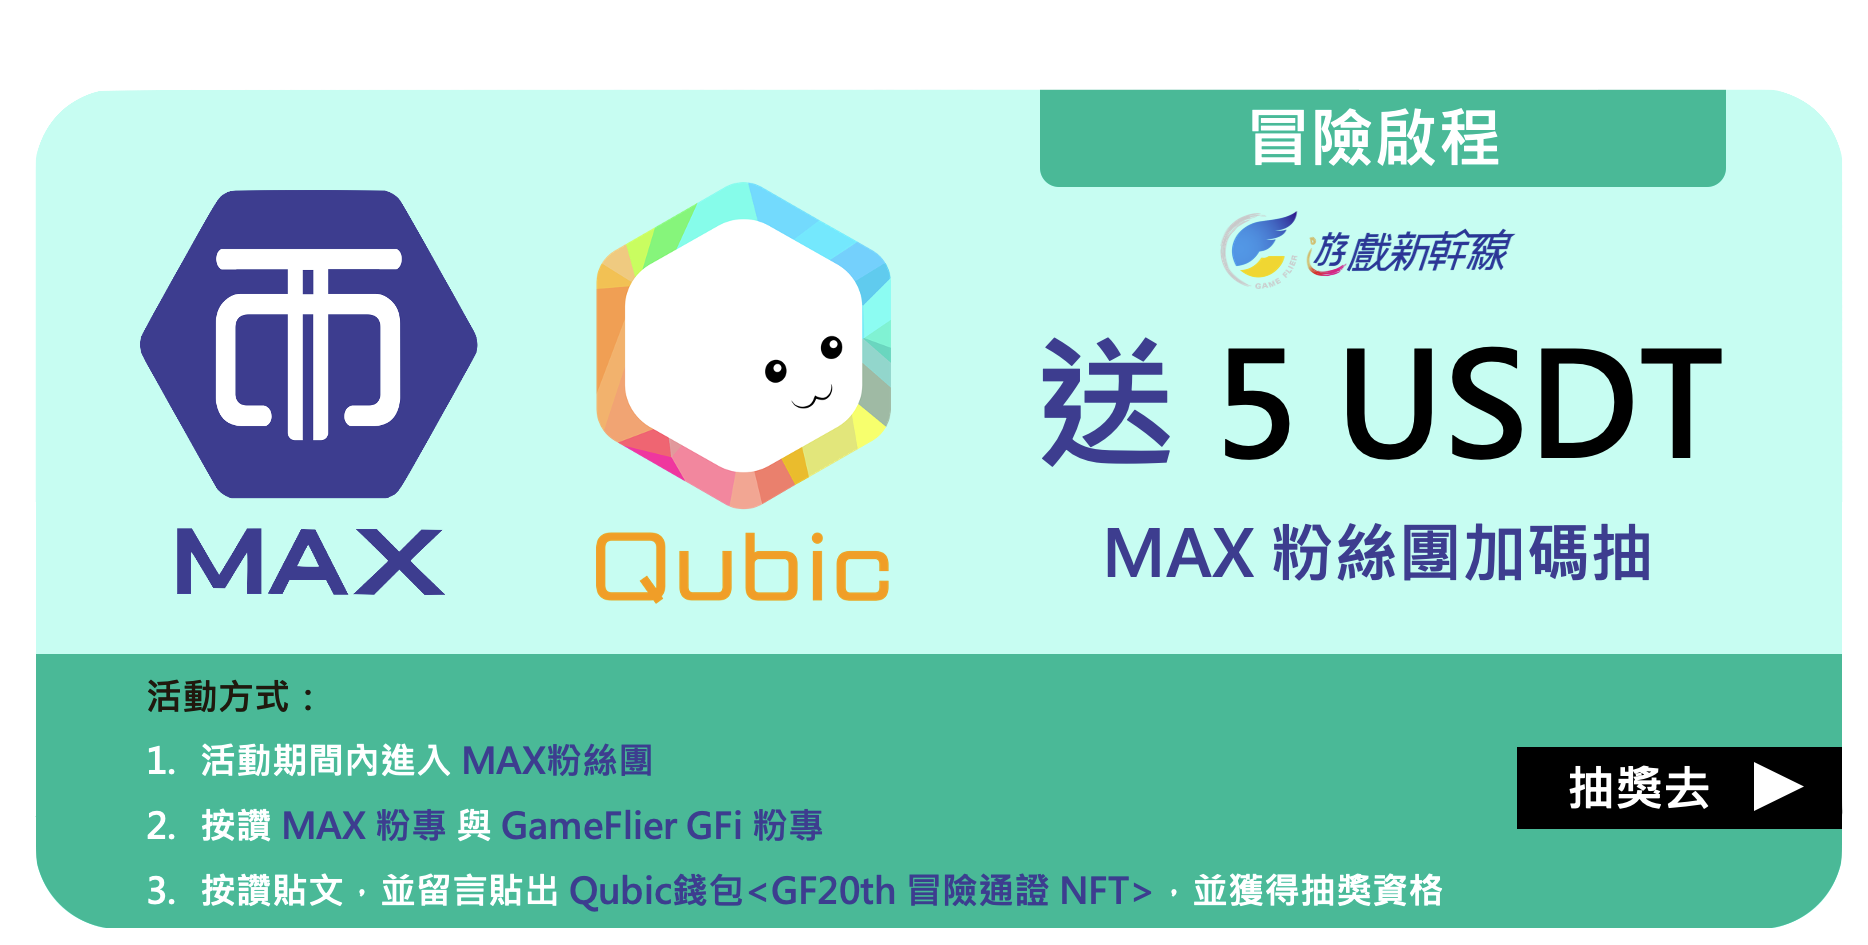 冒險啟程
GAME FLIER
遊戲新幹線
送 5 USDT
MAX 粉絲團加碼抽
MAX
Qubic
活動方式：
1. 活動期間內進入 MAX粉絲團
2. 按讚 MAX 粉專 與 GameFlier GFi 粉專
3. 按讚貼文，並留言貼出 Qubic錢包<GF20th 冒險通證 NFT>，並獲得抽獎資格
抽獎去